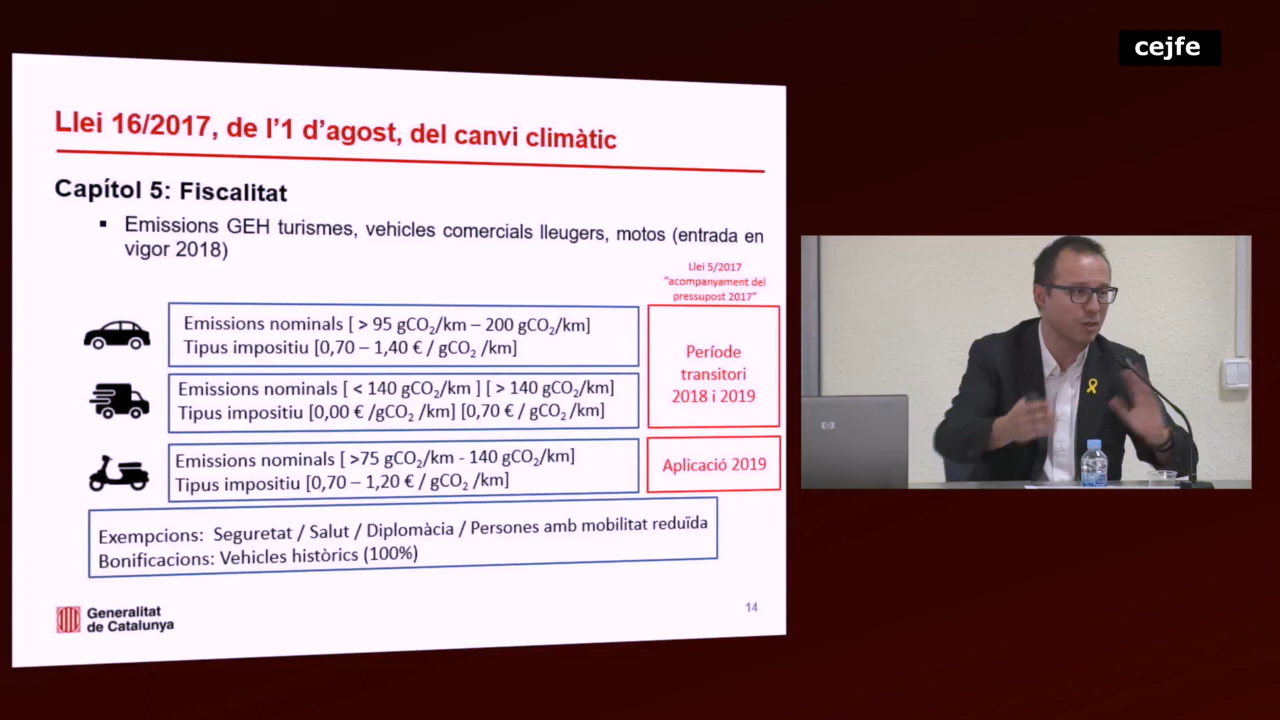 cejfe
Llei 16/2017, de l'1 d'agost, del canvi climàtic
Capítol 5: Fiscalitat
▪ Emissions GEH turismes, vehicles comercials lleugers, motos (entrada en
vigor 2018)
Llei 5/2017
"acompanyament del
pressupost 2017"
Emissions nominals [ > 95 gCO₂/km – 200 gCO₂/km]
Tipus impositiu [0,70 – 1,40 € / gCO₂ /km]
Emissions nominals [ < 140 gCO₂/km ] [ > 140 gCO₂/km]
Tipus impositiu [0,00 € /gCO₂ /km] [0,70 € / gCO₂ /km]
Període
transitori
2018 i 2019
Emissions nominals [ >75 gCO₂/km - 140 gCO₂/km]
Tipus impositiu [0,70 – 1,20 € / gCO₂ /km]
Aplicació 2019
Exempcions: Seguretat / Salut / Diplomàcia / Persones amb mobilitat reduïda
Bonificacions: Vehicles històrics (100%)
Generalitat
de Catalunya
14
hp